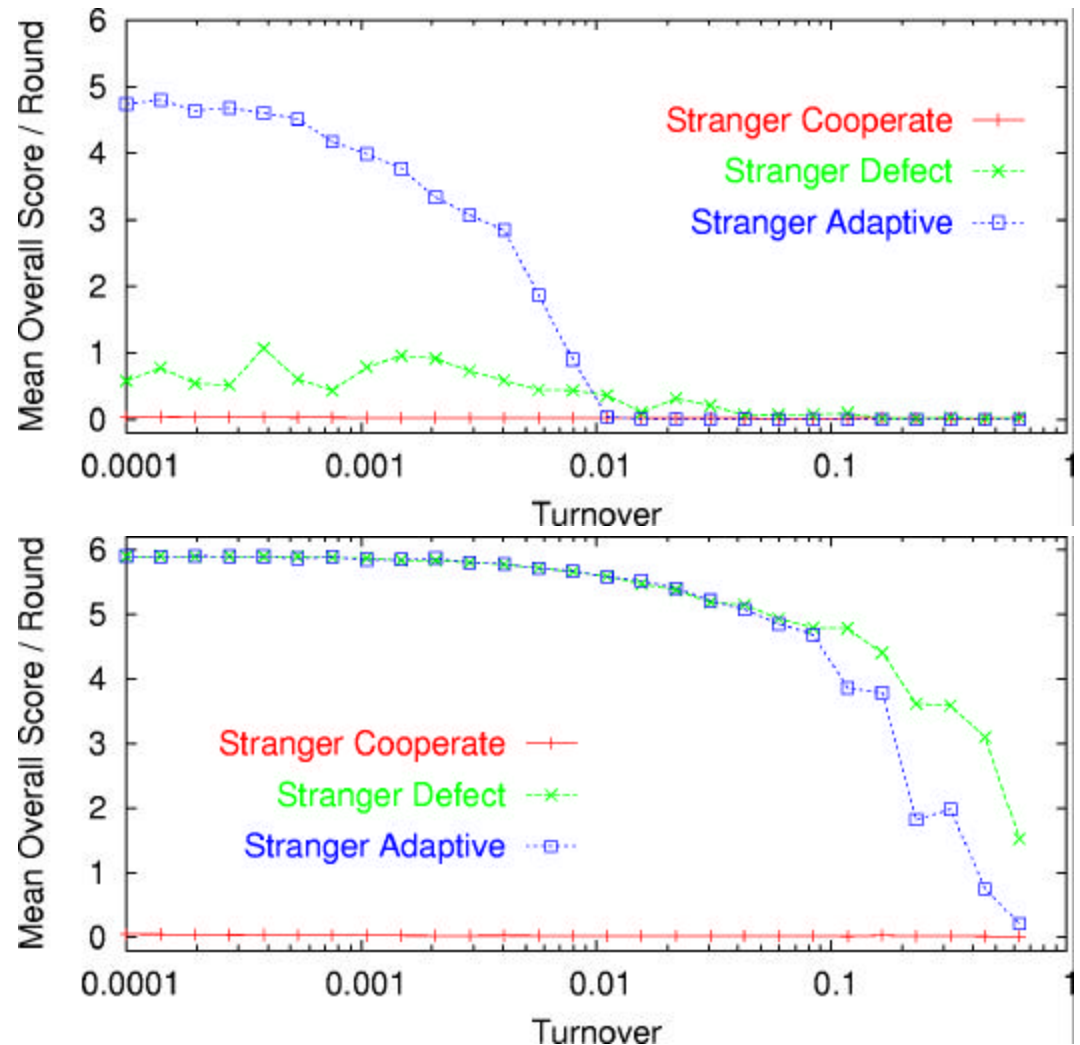 Mean Overall Score / Round
6
5
4
3
2
1
0
Stranger Cooperate
Stranger Defect
Stranger Adaptive
0.0001 0.001 0.01 0.1 1
Turnover
Mean Overall Score / Round
6
5
4
3
2
1
0
Stranger Cooperate
Stranger Defect
Stranger Adaptive
0.0001 0.001 0.01 0.1 1
Turnover